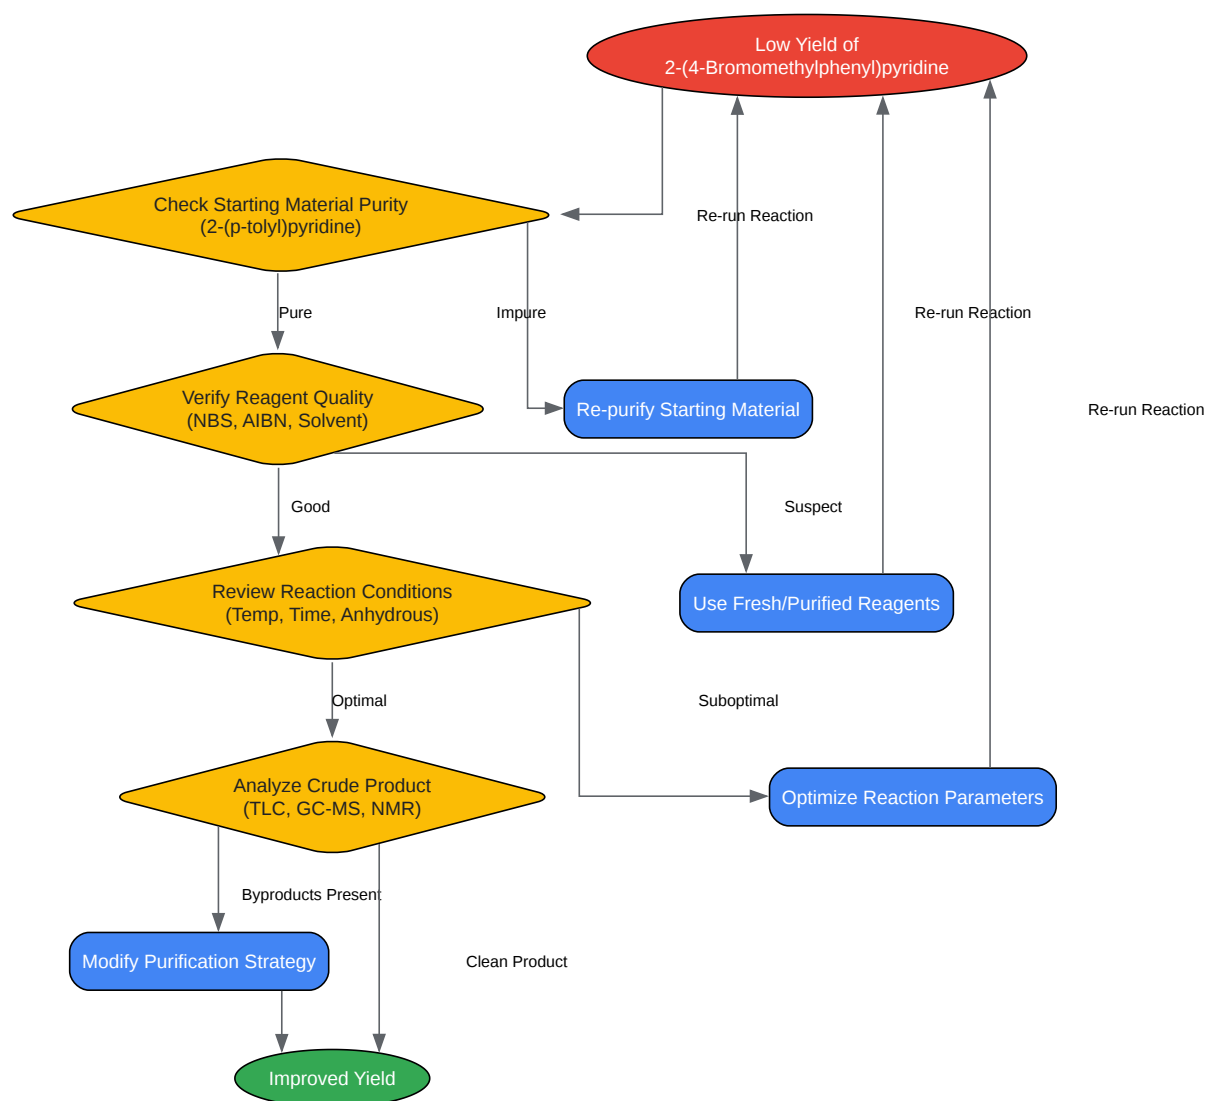 Low Yield of
2-(4-Bromomethylphenyl)pyridine
Check Starting Material Purity
(2-(p-tolyl)pyridine)
Re-run Reaction
Pure
Impure
Re-run Reaction
Verify Reagent Quality
(NBS, AIBN, Solvent)
Re-purify Starting Material
Re-run Reaction
Good
Suspect
Review Reaction Conditions
(Temp, Time, Anhydrous)
Use Fresh/Purified Reagents
Optimal
Suboptimal
Analyze Crude Product
(TLC, GC-MS, NMR)
Optimize Reaction Parameters
Byproducts Present
Modify Purification Strategy
Clean Product
Improved Yield